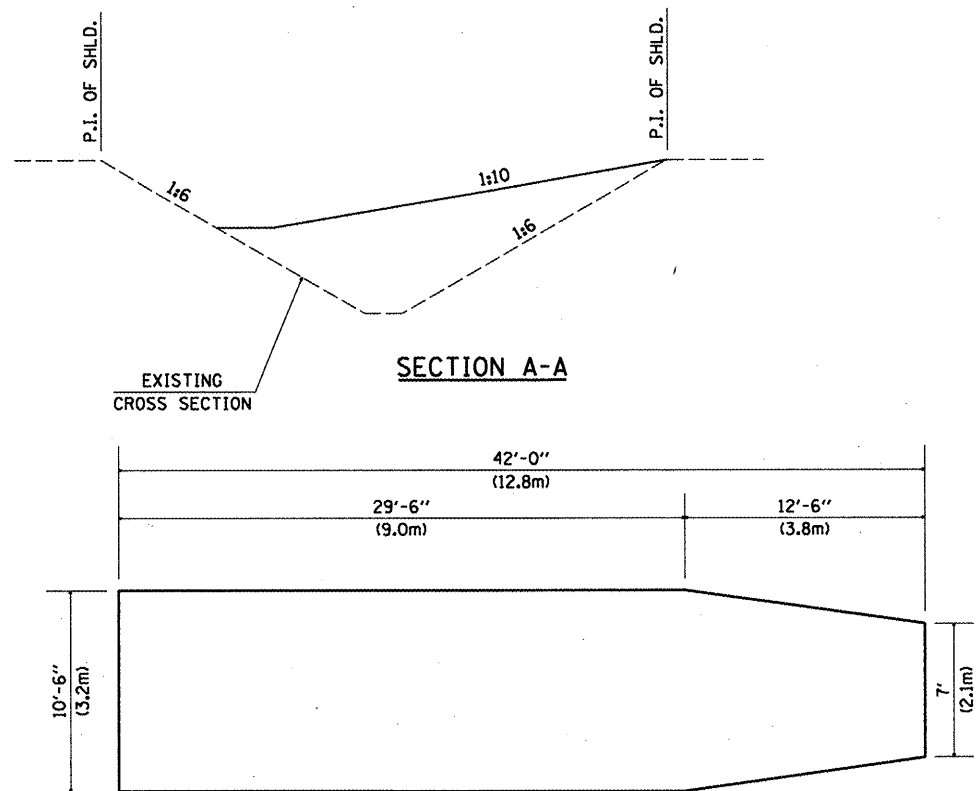 P.I. OF SHLD.
P.I. OF SHLD.
1:6
1:10
1:6
SECTION A-A
EXISTING
CROSS SECTION
42'-0"
(12.8m)
29'-6"
(9.0m)
12'-6"
(3.8m)
10'-6"
(3.2m)
7'
(2.1m)